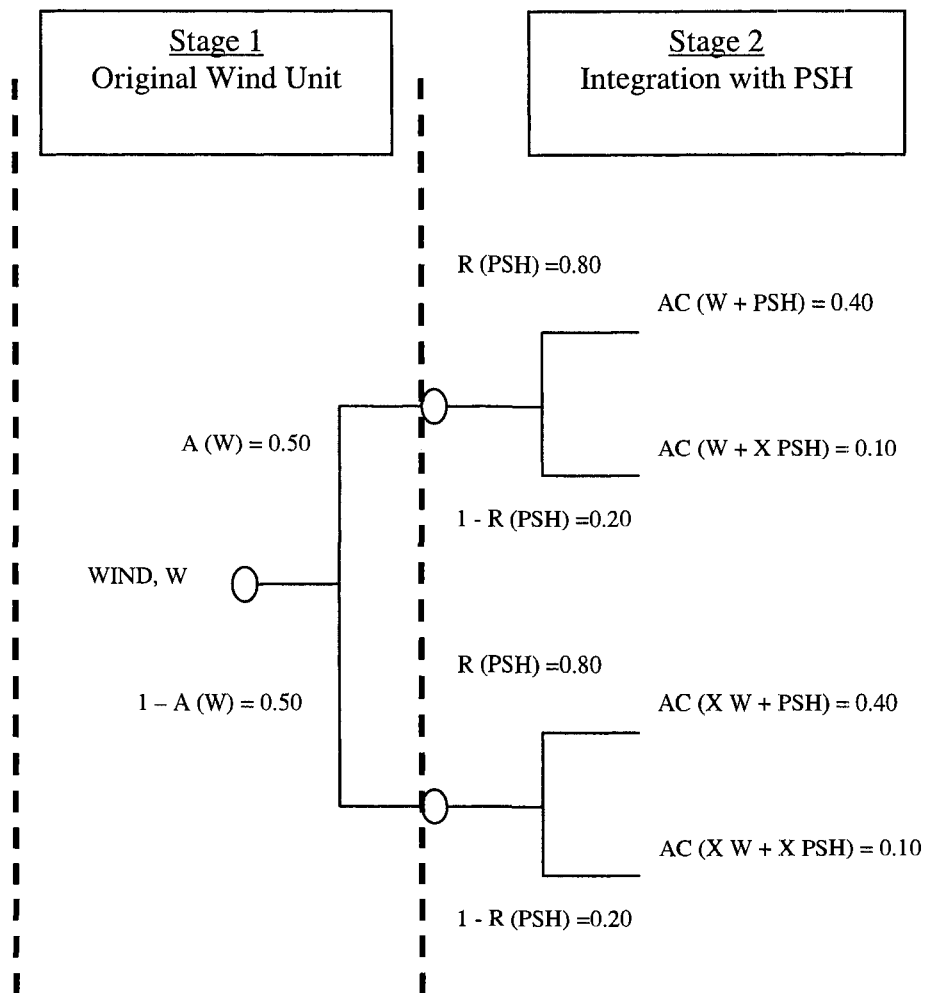 Stage 1
Original Wind Unit
Stage 2
Integration with PSH
R (PSH) =0.80
AC (W + PSH) = 0.40
A (W) = 0.50
AC (W + X PSH) = 0.10
1 - R (PSH) =0.20
WIND, W
R (PSH) =0.80
1 – A (W) = 0.50
AC (X W + PSH) = 0.40
AC (X W + X PSH) = 0.10
1 - R (PSH) =0.20